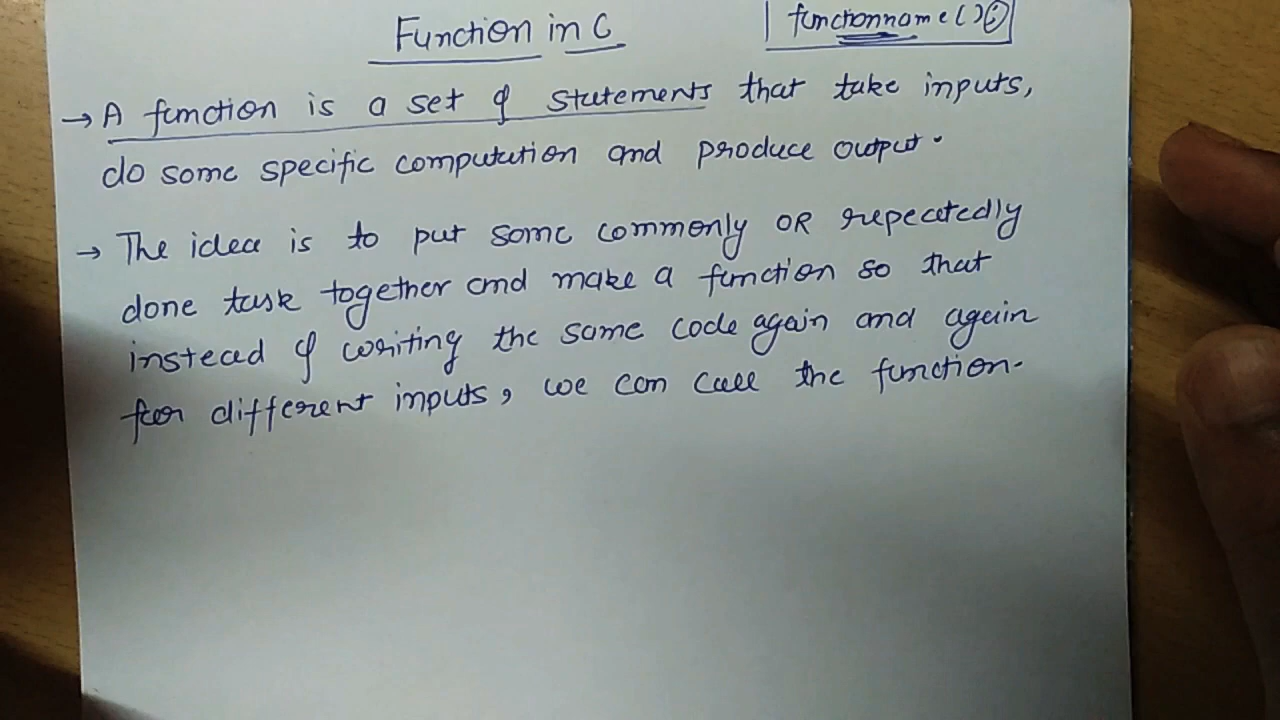 Function in C
functionname();
→ A function is a set of statements that take inputs,
do some specific computation and produce output.
→ The idea is to put some commonly OR repeatedly
done task together and make a function so that
instead of writing the same code again and again
for different inputs, we can call the function.